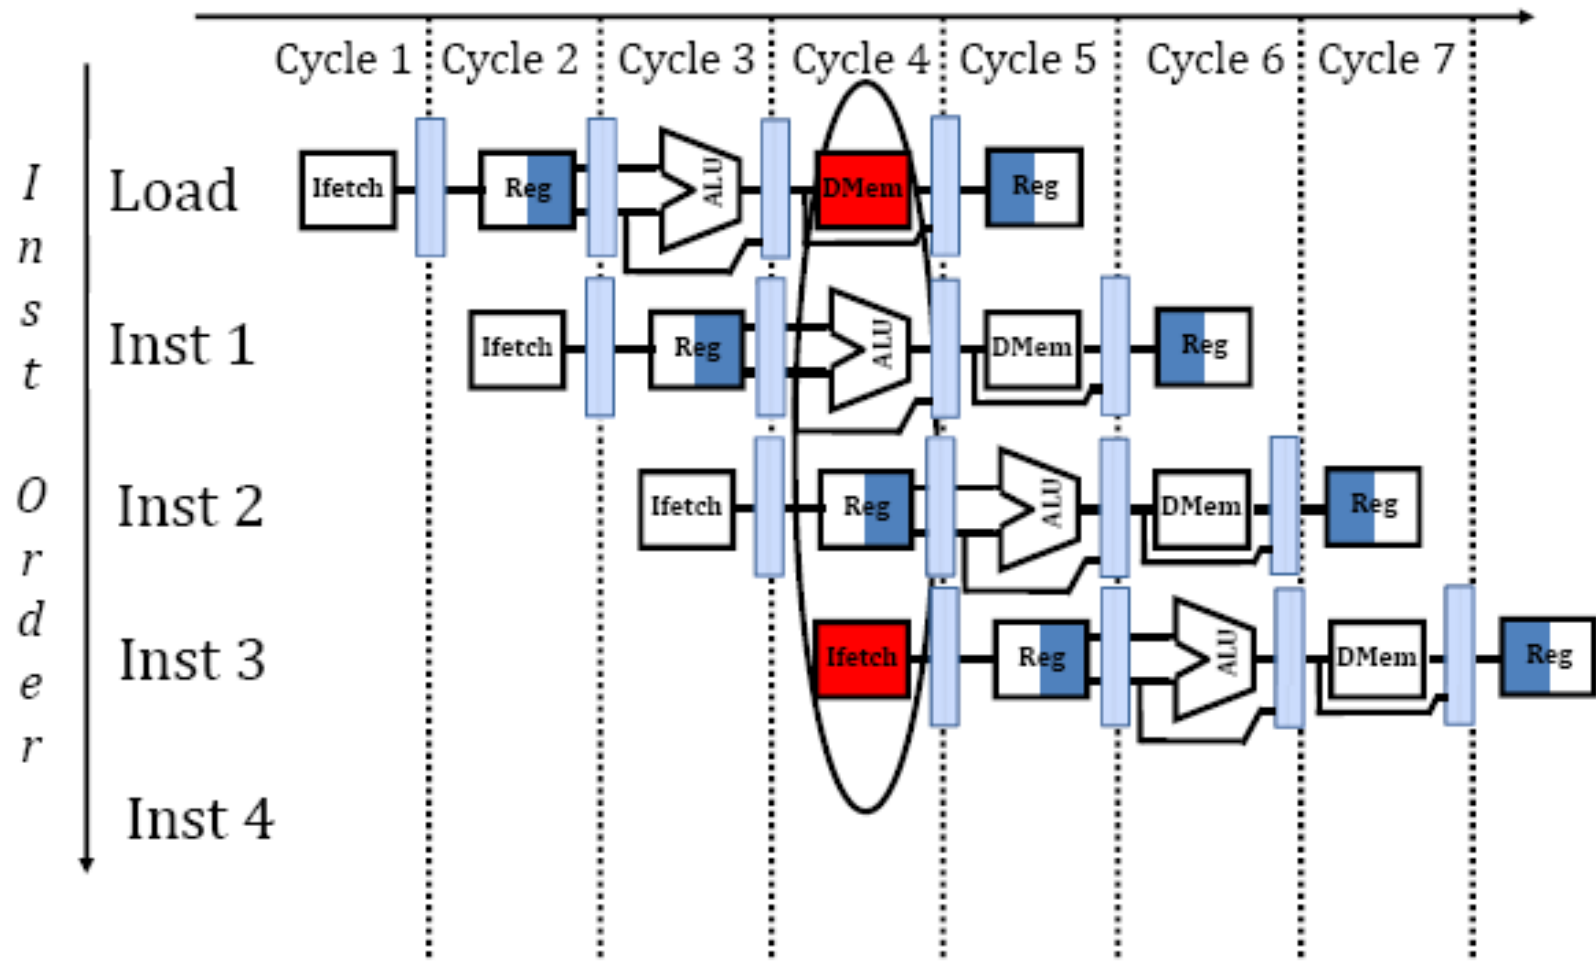 Cycle 1 Cycle 2 Cycle 3 Cycle 4 Cycle 5 Cycle 6 Cycle 7
Inst Order
Load Ifetch Reg ALU DMem Reg
Inst 1 Ifetch Reg ALU DMem Reg
Inst 2 Ifetch Reg ALU DMem Reg
Inst 3 Ifetch Reg ALU DMem Reg
Inst 4